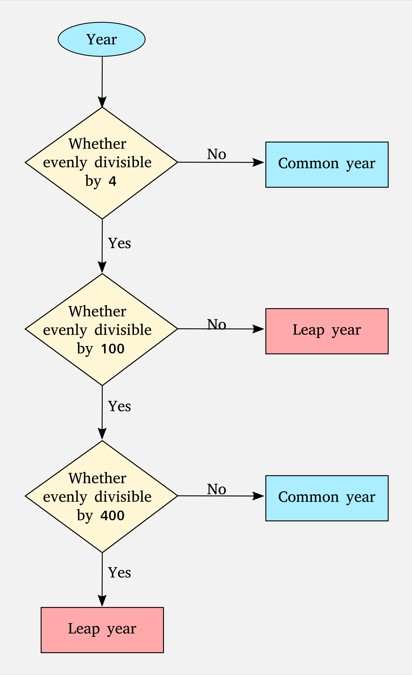 Year
Whether
evenly divisible
by 4
No
Common year
Yes
Whether
evenly divisible
by 100
No
Leap year
Yes
Whether
evenly divisible
by 400
No
Common year
Yes
Leap year